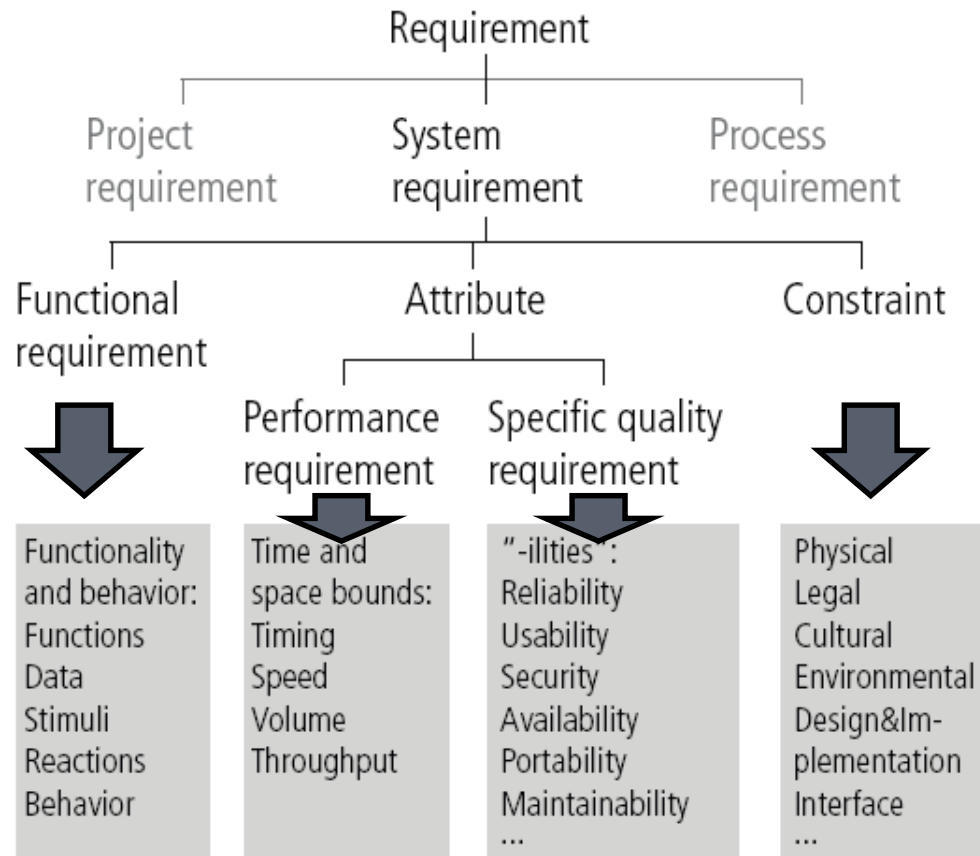 Requirement
Project
requirement
System
requirement
Process
requirement
Functional
requirement
Attribute
Constraint
Performance
requirement
Specific quality
requirement
Functionality
and behavior:
Functions
Data
Stimuli
Reactions
Behavior
Time and
space bounds:
Timing
Speed
Volume
Throughput
"-ilities":
Reliability
Usability
Security
Availability
Portability
Maintainability
...
Physical
Legal
Cultural
Environmental
Design&Im-
plementation
Interface
...